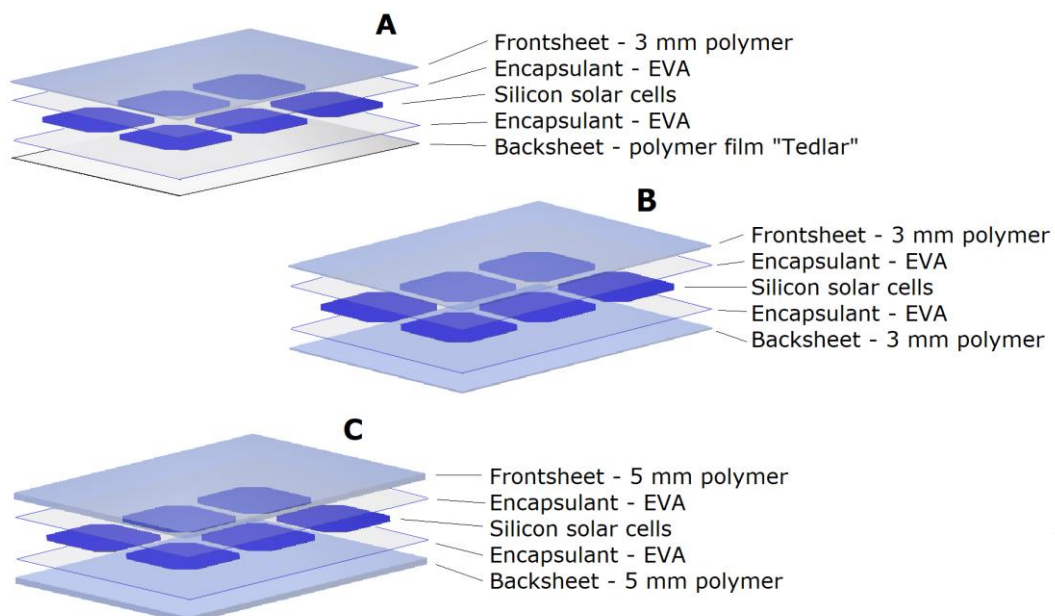 A
Frontsheet - 3 mm polymer
Encapsulant - EVA
Silicon solar cells
Encapsulant - EVA
Backsheet - polymer film "Tedlar"
B
Frontsheet - 3 mm polymer
Encapsulant - EVA
Silicon solar cells
Encapsulant - EVA
Backsheet - 3 mm polymer
C
Frontsheet - 5 mm polymer
Encapsulant - EVA
Silicon solar cells
Encapsulant - EVA
Backsheet - 5 mm polymer